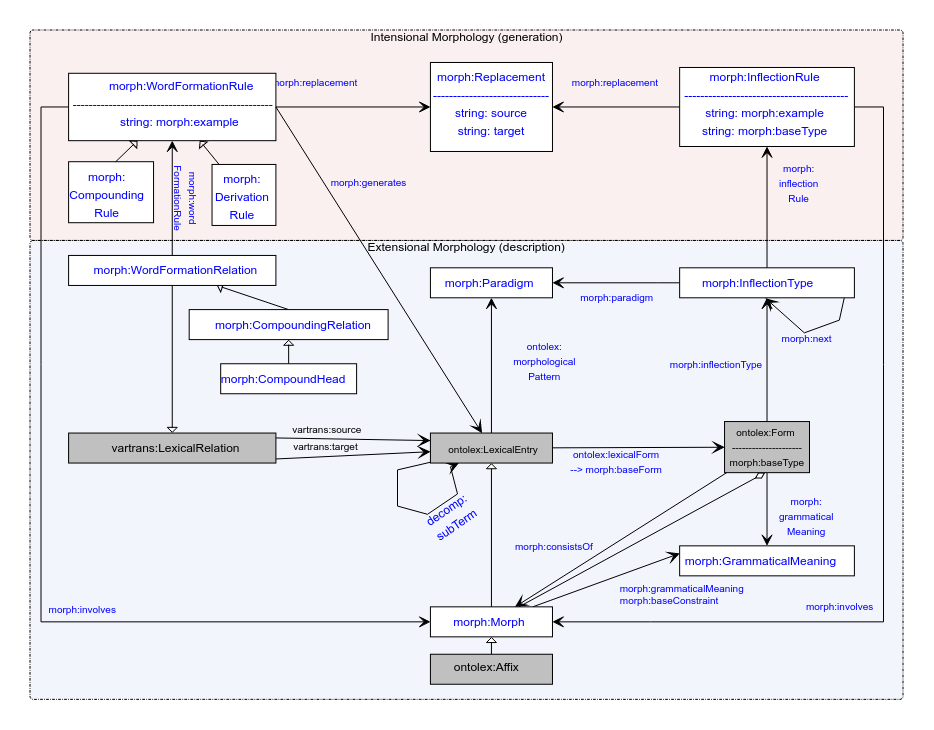 Intensional Morphology (generation)
morph:WordFormationRule
string: morph:example
morph:replacement
morph:Replacement
string: source
string: target
morph:replacement
morph:InflectionRule
string: morph:example
string: morph:baseType
morph:
Compounding
Rule
morph:word
FormationRule
morph:
Derivation
Rule
morph:generates
morph:
inflection
Rule
Extensional Morphology (description)
morph:WordFormationRelation
morph:Paradigm
morph:paradigm
morph:InflectionType
morph:CompoundingRelation
morph:next
morph:CompoundHead
ontolex:
morphological
Pattern
morph:inflectionType
vartrans:LexicalRelation
vartrans:source
vartrans:target
ontolex:LexicalEntry
ontolex:lexicalForm
--> morph:baseForm
ontolex:Form
morph:baseType
decomp:
subTerm
morph:
grammatical
Meaning
morph:consistsOf
morph:GrammaticalMeaning
morph:grammaticalMeaning
morph:baseConstraint
morph:involves
morph:involves
morph:Morph
ontolex:Affix